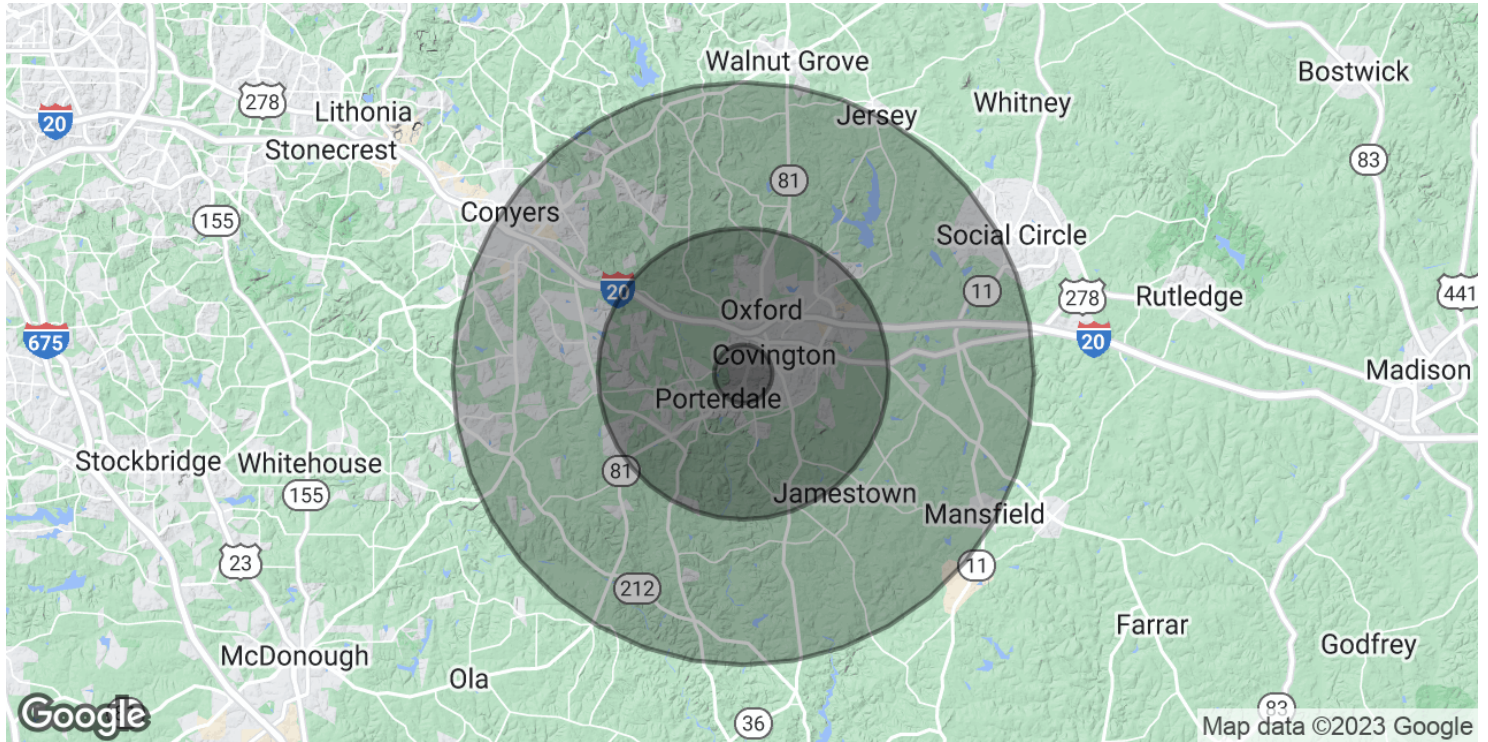 Walnut Grove
Bostwick
278
Lithonia
Whitney
20
Jersey
Stonecrest
83
81
155
Conyers
Social Circle
20
11
278
Rutledge
441
Oxford
675
20
Covington
Madison
Porterdale
Stockbridge
Whitehouse
81
155
Jamestown
Mansfield
23
11
212
Farrar
McDonough
Godfrey
Ola
Google
36
83
Map data ©2023 Google